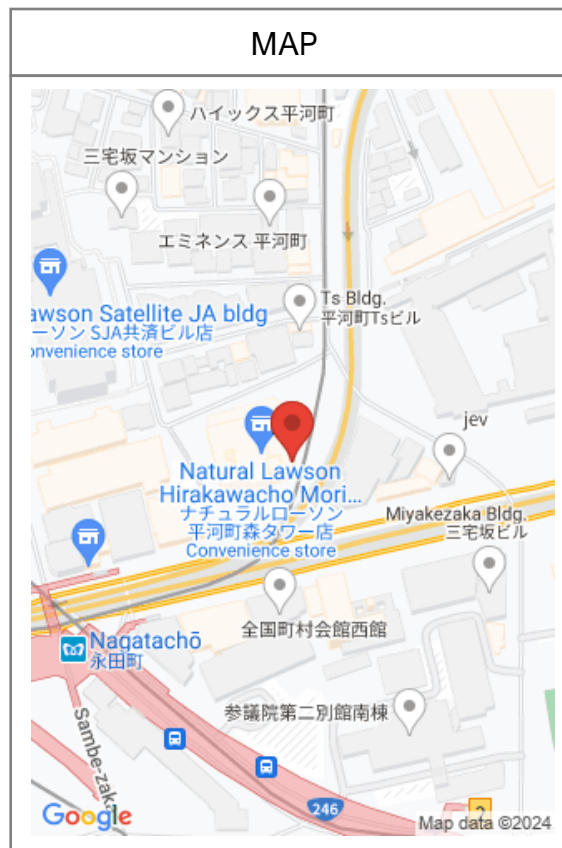 MAP
ハイックス平河町
三宅坂マンション
エミネンス 平河町
Ts Bldg.
平河町Tsビル
awson Satellite JA bldg
ーソン SJA共済ビル店
onvenience store
jev
Natural Lawson
Hirakawacho Mori...
ナチュラルローソン
平河町森タワー店
Convenience store
Miyakezaka Bldg.
三宅坂ビル
全国町村会館西館
Nagatachō
永田町
参議院第二別館南棟
Sambe-zaka
246
2
Google
Map data ©2024